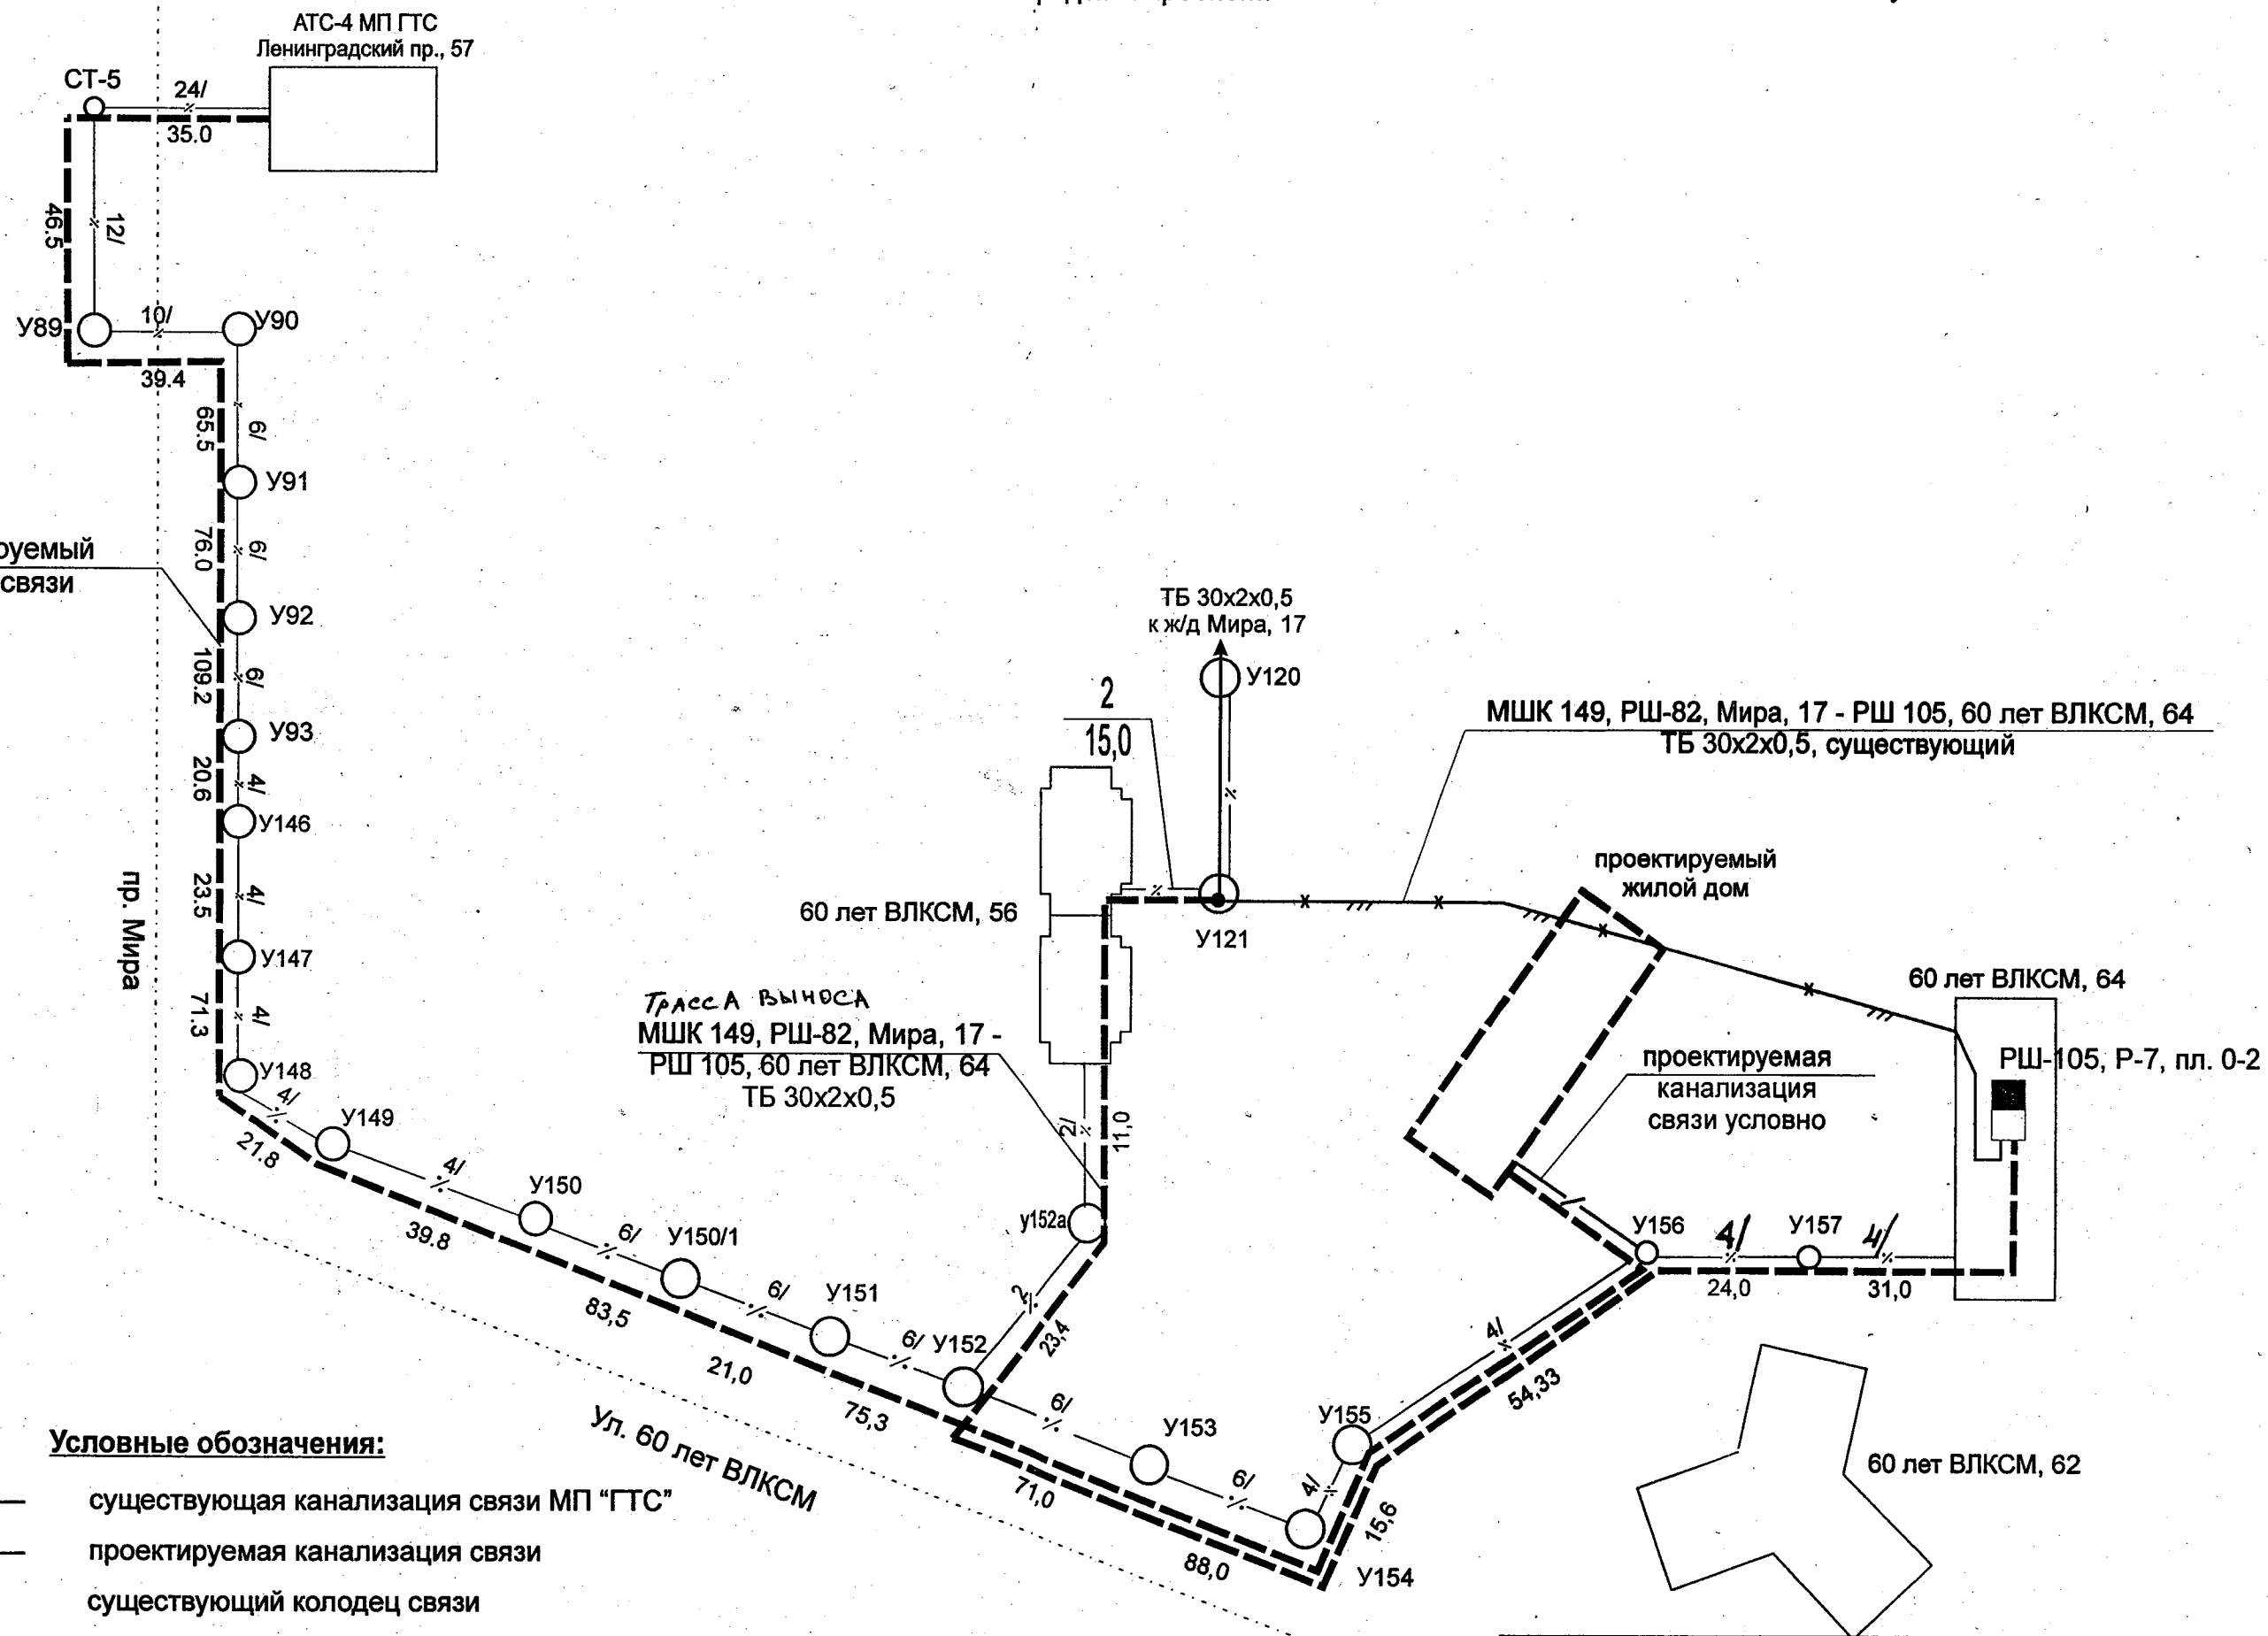 АТС-4 МП ГТС
Ленинградский пр., 57
СТ-5
24/
35.0
46.5
12/
У89
10/
У90
39.4
65.5
6/
У91
76.0
6/
руемый
связи
У92
109.2
6/
У93
20.6
4/
У146
23.5
4/
У147
71.3
4/
У148
пр. Мира
ТБ 30х2х0,5
к ж/д Мира, 17
У120
2
15,0
МШК 149, РШ-82, Мира, 17 - РШ 105, 60 лет ВЛКСМ, 64
ТБ 30х2х0,5, существующий
проектируемый
жилой дом
60 лет ВЛКСМ, 56
У121
60 лет ВЛКСМ, 64
РШ-105, Р-7, пл. 0-2
Трасса выноса
МШК 149, РШ-82, Мира, 17 -
РШ 105, 60 лет ВЛКСМ, 64
ТБ 30х2х0,5
проектируемая
канализация
связи условно
2/
11,0
4/
У149
21.8
4/
У150
39.8
6/
У150/1
83,5
6/
У151
21,0
6/
У152
75,3
у152а
2
23,4
У156
4/
У157
4/
24,0
31,0
4/
54,33
6/
У153
71,0
6/
88,0
У155
4/
15,6
У154
Ул. 60 лет ВЛКСМ
60 лет ВЛКСМ, 62
Условные обозначения:
существующая канализация связи МП “ГТС”
проектируемая канализация связи
существующий колодец связи